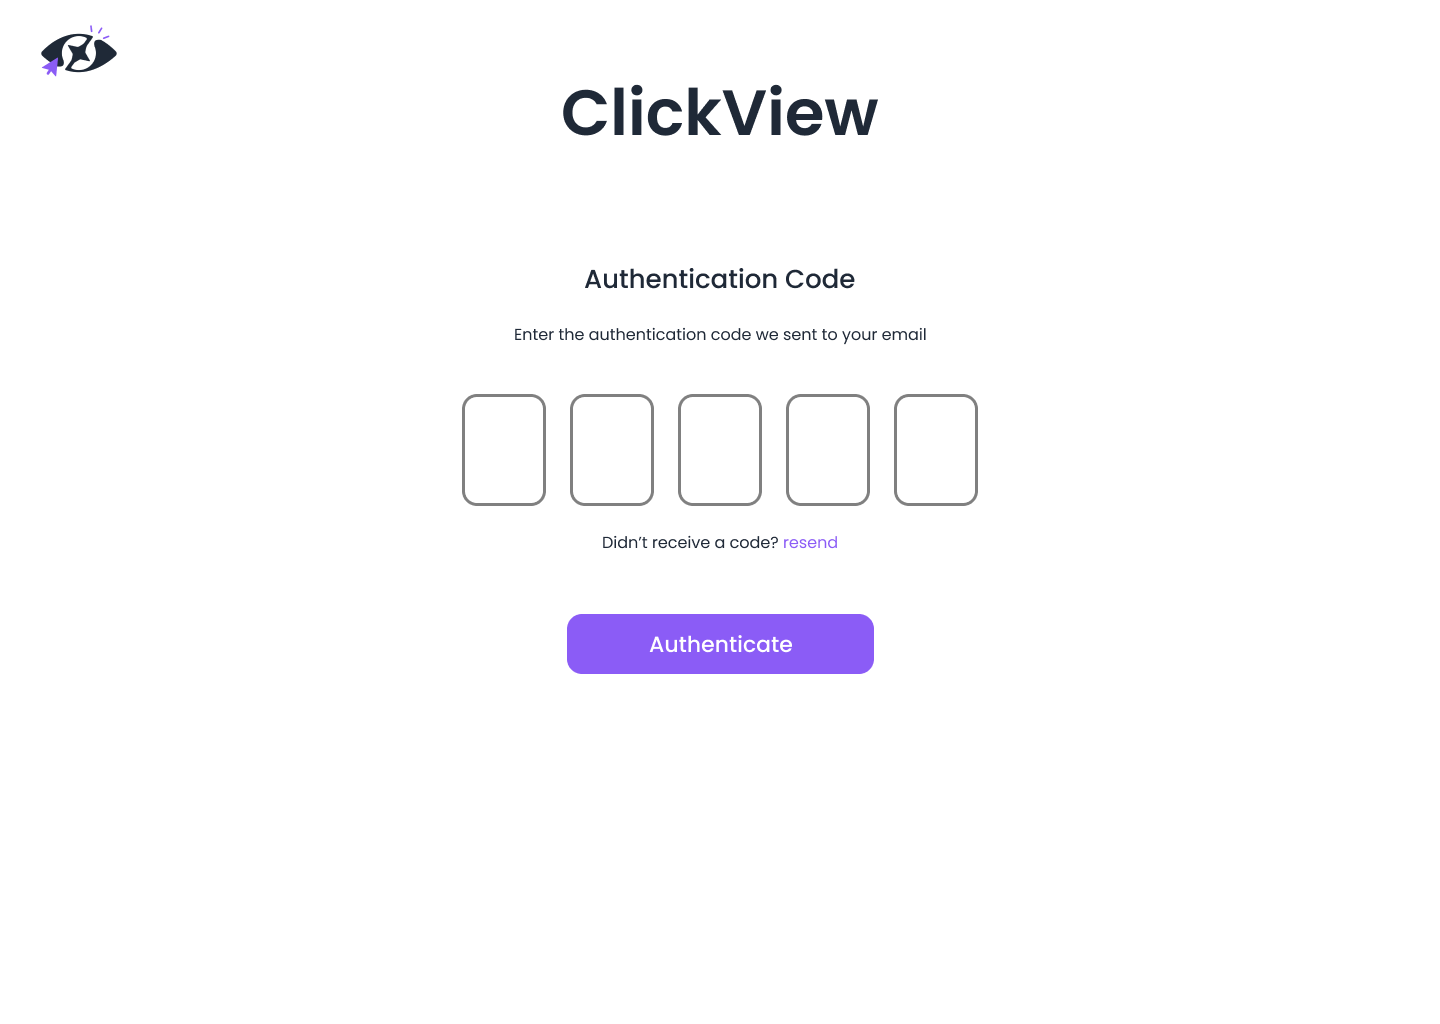 ClickView
Authentication Code
Enter the authentication code we sent to your email
Didn’t receive a code? resend
Authenticate